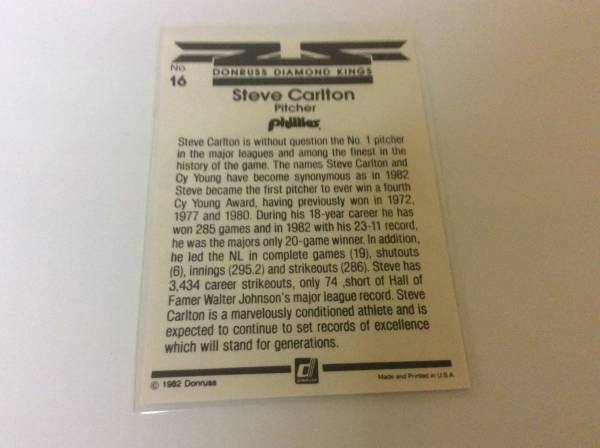 No.
16
DONRUSS DIAMOND KINGS
Steve Carlton
Pitcher
Phillies
Steve Carlton is without question the No. 1 pitcher
in the major leagues and among the finest in the
history of the game. The names Steve Carlton and
Cy Young have become synonymous as in 1982
Steve became the first pitcher to ever win a fourth
Cy Young Award, having previously won in 1972,
1977 and 1980. During his 18-year career he has
won 285 games and in 1982 with his 23-11 record,
he was the majors only 20-game winner. In addition,
he led the NL in complete games (19), shutouts
(6), innings (295.2) and strikeouts (286). Steve has
3,434 career strikeouts, only 74 ,short of Hall of
Famer Walter Johnson's major league record. Steve
Carlton is a marvelously conditioned athlete and is
expected to continue to set records of excellence
which will stand for generations.
© 1982 Donruss
d
DONRUSS
Made and Printed in U.S.A.